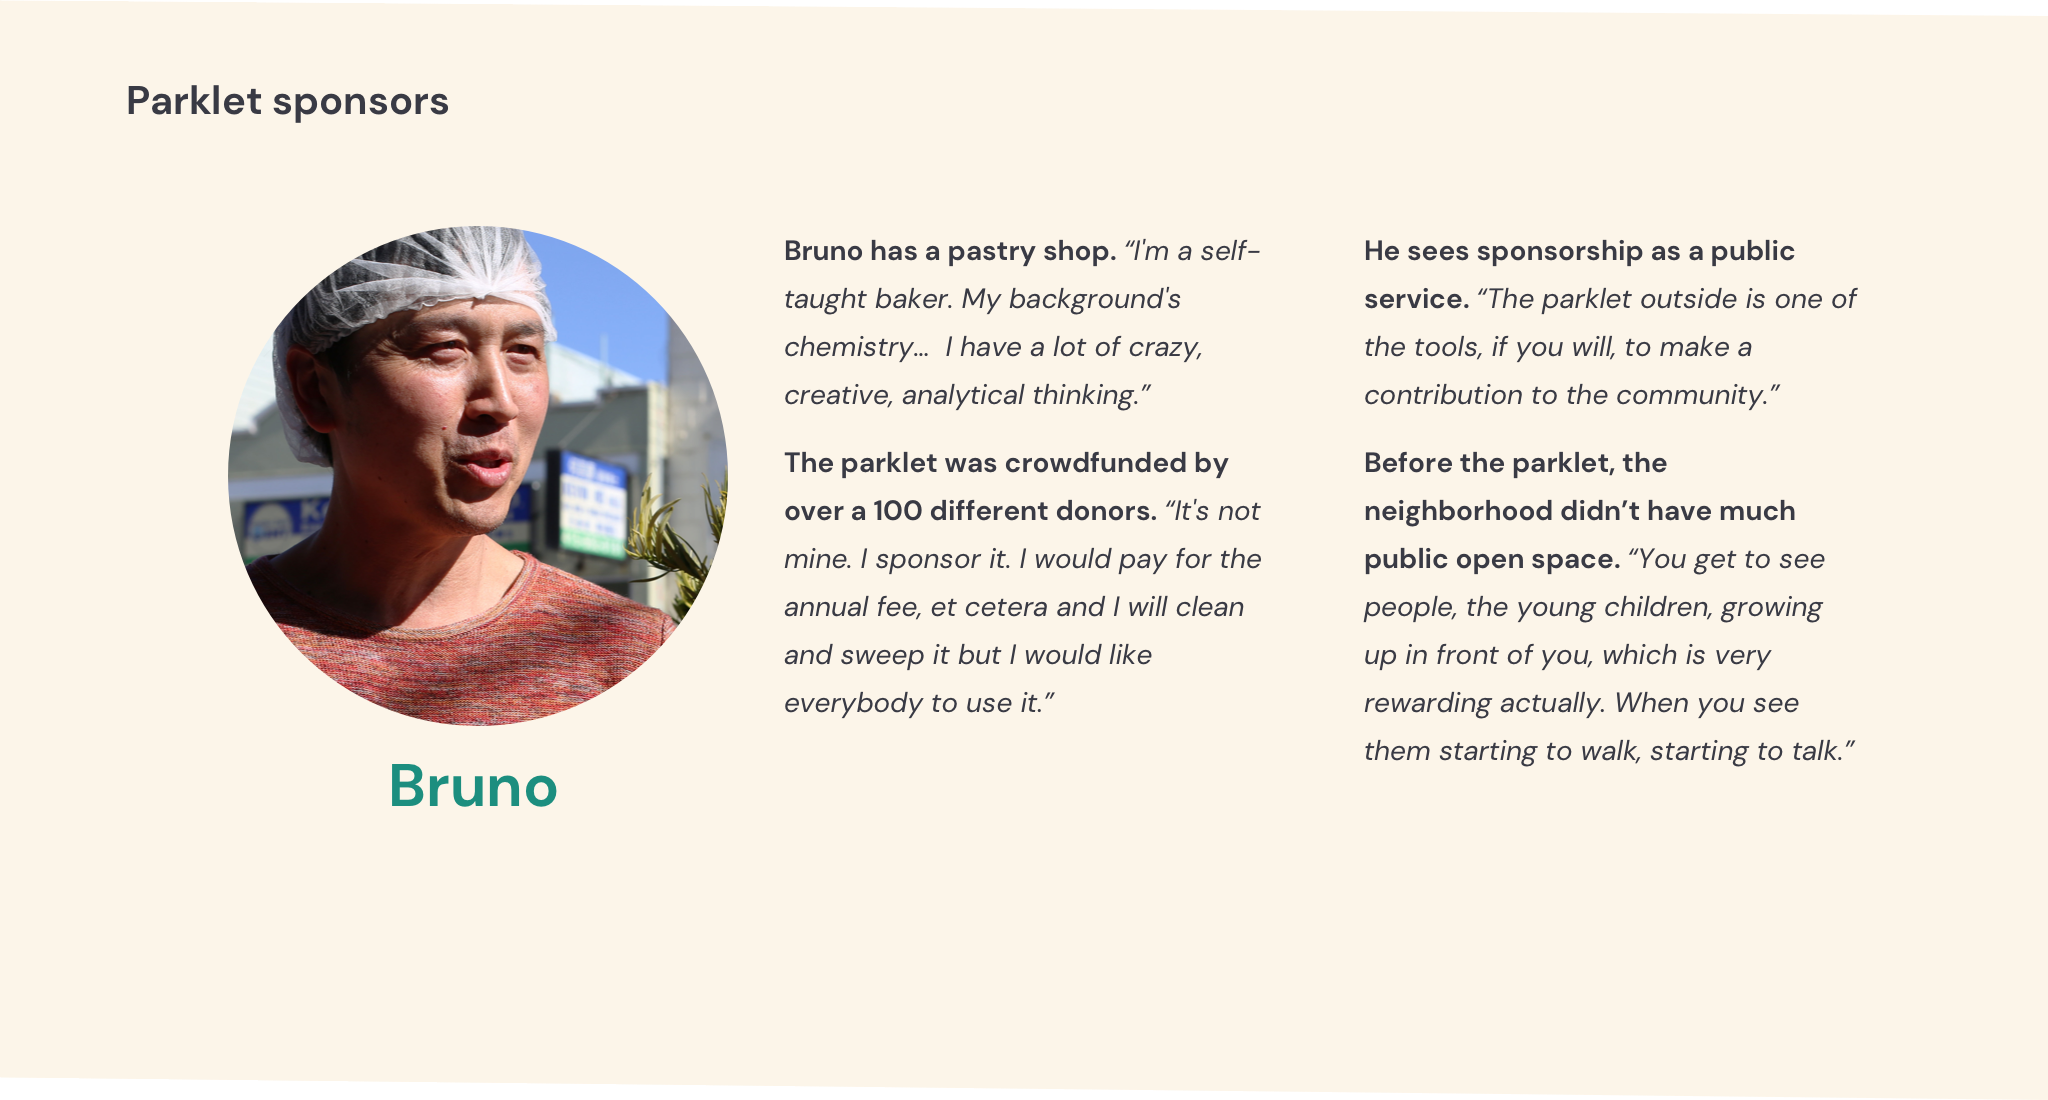 Parklet sponsors
Bruno has a pastry shop. “I'm a self-
taught baker. My background's
chemistry...  I have a lot of crazy,
creative, analytical thinking.”
The parklet was crowdfunded by
over a 100 different donors. “It's not
mine. I sponsor it. I would pay for the
annual fee, et cetera and I will clean
and sweep it but I would like
everybody to use it.”
He sees sponsorship as a public
service. “The parklet outside is one of
the tools, if you will, to make a
contribution to the community.”
Before the parklet, the
neighborhood didn’t have much
public open space. “You get to see
people, the young children, growing
up in front of you, which is very
rewarding actually. When you see
them starting to walk, starting to talk.”
Bruno